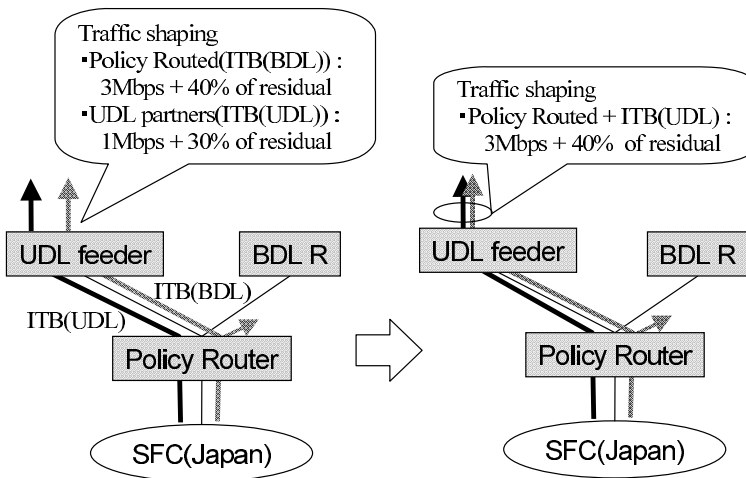 Traffic shaping
・Policy Routed(ITB(BDL)) :
3Mbps + 40% of residual
・UDL partners(ITB(UDL)) :
1Mbps + 30% of residual
UDL feeder
BDL R
ITB(BDL)
ITB(UDL)
Policy Router
SFC(Japan)
Traffic shaping
・Policy Routed + ITB(UDL) :
3Mbps + 40% of residual
UDL feeder
BDL R
Policy Router
SFC(Japan)